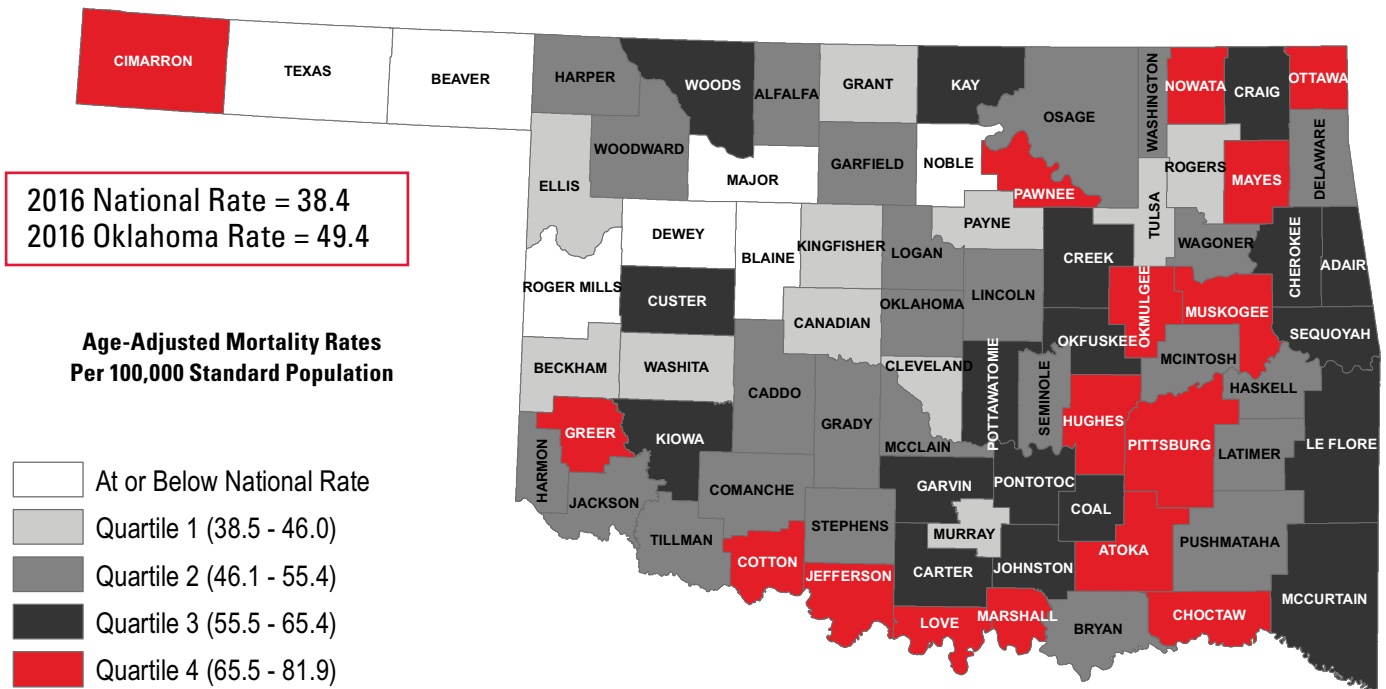 CIMARRON
TEXAS
BEAVER
HARPER
WOODS
ALFALFA
GRANT
KAY
OSAGE
WASHINGTON
NOWATA
CRAIG
OTTAWA
WOODWARD
ELLIS
MAJOR
GARFIELD
NOBLE
PAWNEE
ROGERS
MAYES
DELAWARE
2016 National Rate = 38.4
2016 Oklahoma Rate = 49.4
DEWEY
BLAINE
KINGFISHER
LOGAN
PAYNE
TULSA
CREEK
WAGONER
CHEROKEE
ADAIR
ROGER MILLS
CUSTER
CANADIAN
OKLAHOMA
LINCOLN
OKMULGEE
MUSKOGEE
SEQUOYAH
Age-Adjusted Mortality Rates
Per 100,000 Standard Population
BECKHAM
WASHITA
CADDO
CLEVELAND
POTTAWATOMIE
SEMINOLE
OKFUSKEE
MCINTOSH
HASKELL
GREER
KIOWA
GRADY
MCCLAIN
HUGHES
PITTSBURG
LATIMER
LE FLORE
HARMON
JACKSON
COMANCHE
GARVIN
PONTOTOC
COAL
TILLMAN
STEPHENS
MURRAY
ATOKA
PUSHMATAHA
COTTON
JEFFERSON
CARTER
JOHNSTON
MCCURTAIN
LOVE
MARSHALL
BRYAN
CHOCTAW
At or Below National Rate
Quartile 1 (38.5 - 46.0)
Quartile 2 (46.1 - 55.4)
Quartile 3 (55.5 - 65.4)
Quartile 4 (65.5 - 81.9)